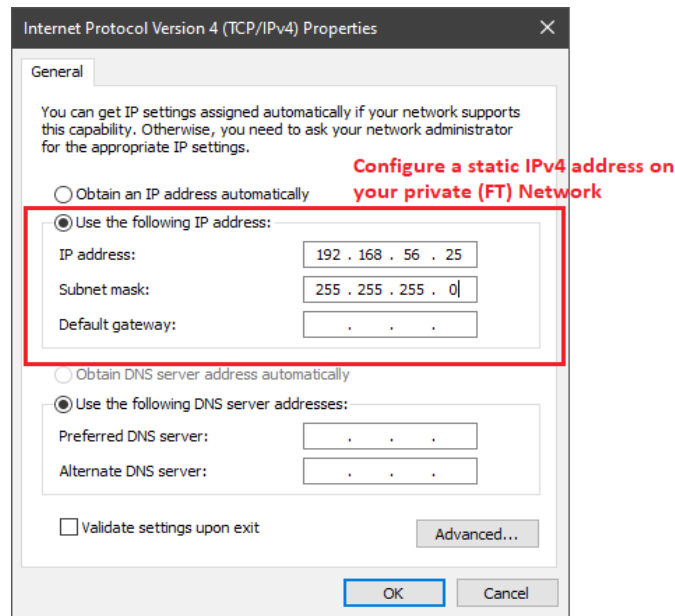 Internet Protocol Version 4 (TCP/IPv4) Properties
General
You can get IP settings assigned automatically if your network supports
this capability. Otherwise, you need to ask your network administrator
for the appropriate IP settings.
Configure a static IPv4 address on
your private (FT) Network
Obtain an IP address automatically
Use the following IP address:
IP address: 192 . 168 . 56 . 25
Subnet mask: 255 . 255 . 255 . 0
Default gateway: . . .
Obtain DNS server address automatically
Use the following DNS server addresses:
Preferred DNS server: . . .
Alternate DNS server: . . .
Validate settings upon exit
Advanced...
OK Cancel